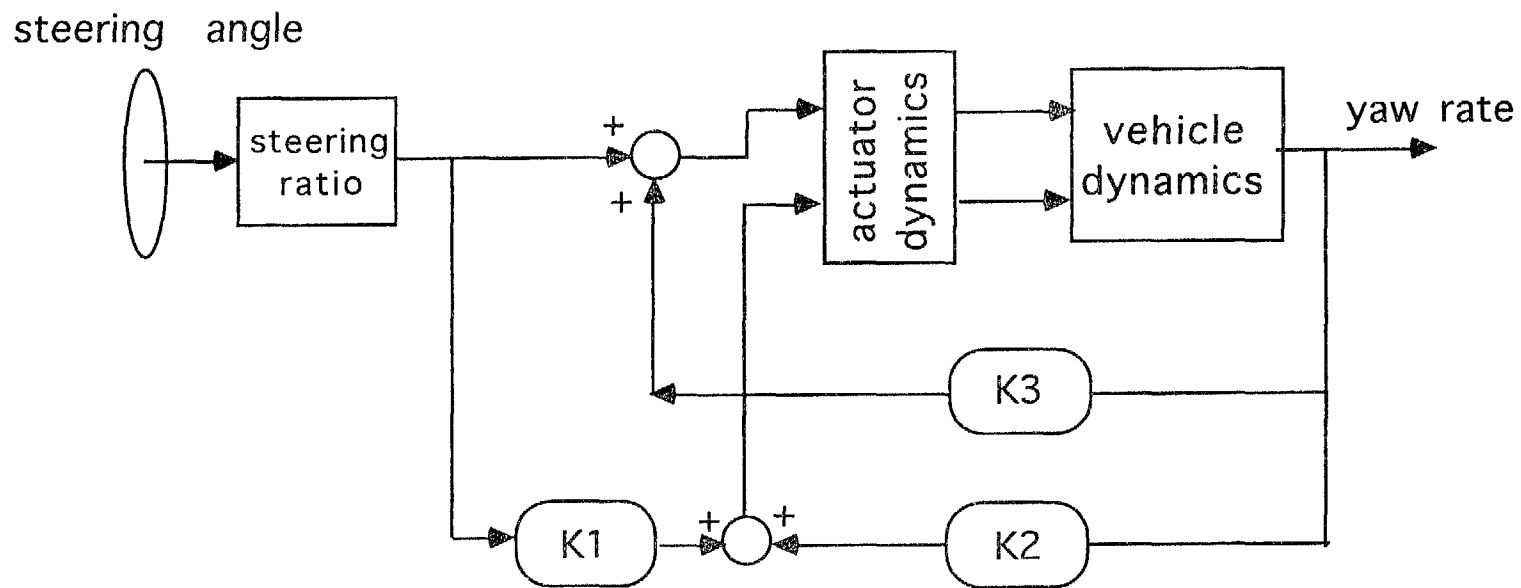 steering angle
steering
ratio
+
+
actuator
dynamics
vehicle
dynamics
yaw rate
K3
K1
+
+
K2